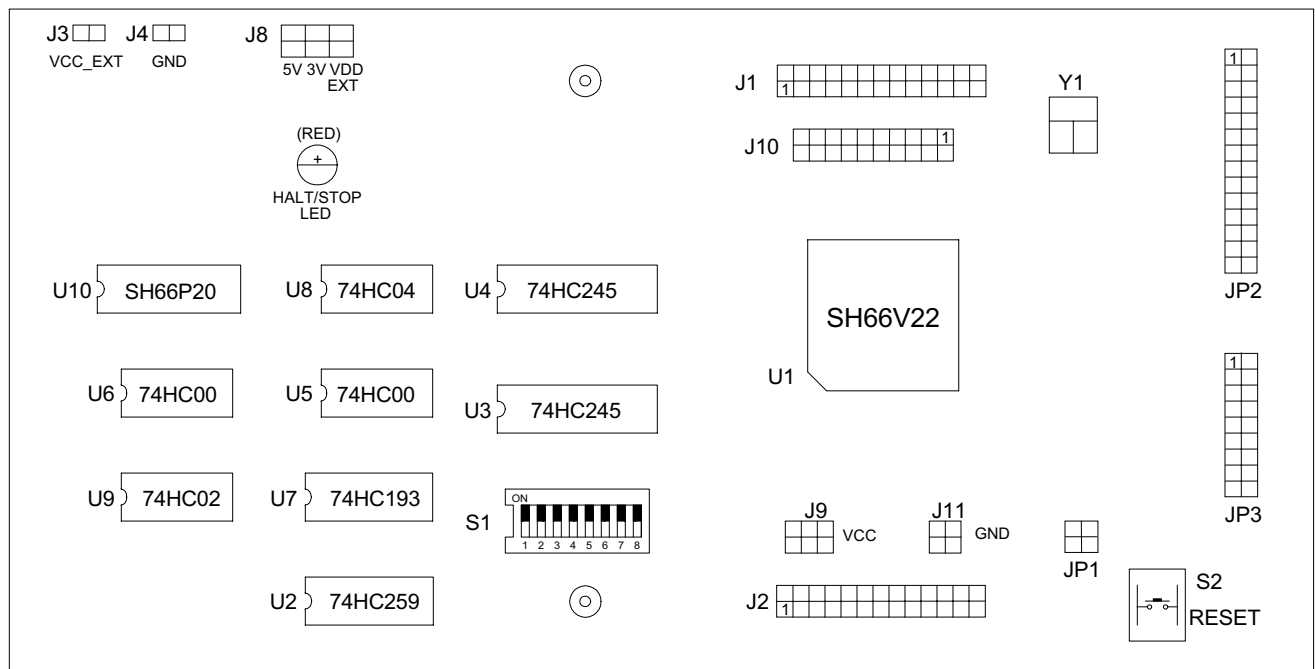 J3
J4
J8
VCC_EXT
GND
5V 3V VDD
EXT
J1
1
Y1
1
J10
1
(RED)
+
HALT/STOP
LED
U10
SH66P20
U8
74HC04
U4
74HC245
SH66V22
JP2
U1
1
U6
74HC00
U5
74HC00
U3
74HC245
U9
74HC02
U7
74HC193
S1
ON
1 2 3 4 5 6 7 8
J9
VCC
J11
GND
JP3
JP1
U2
74HC259
J2
1
S2
RESET